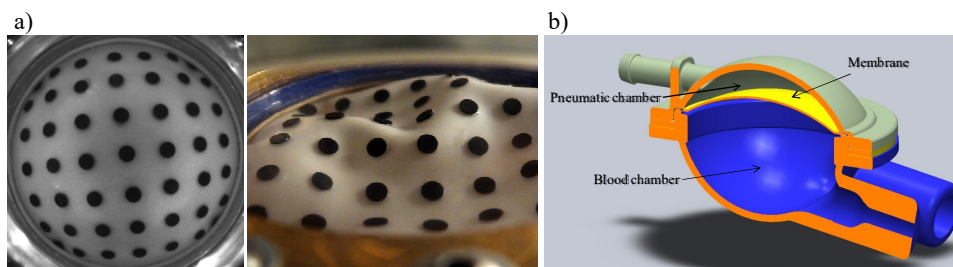 a)
b)
Membrane
Pneumatic chamber
Blood chamber